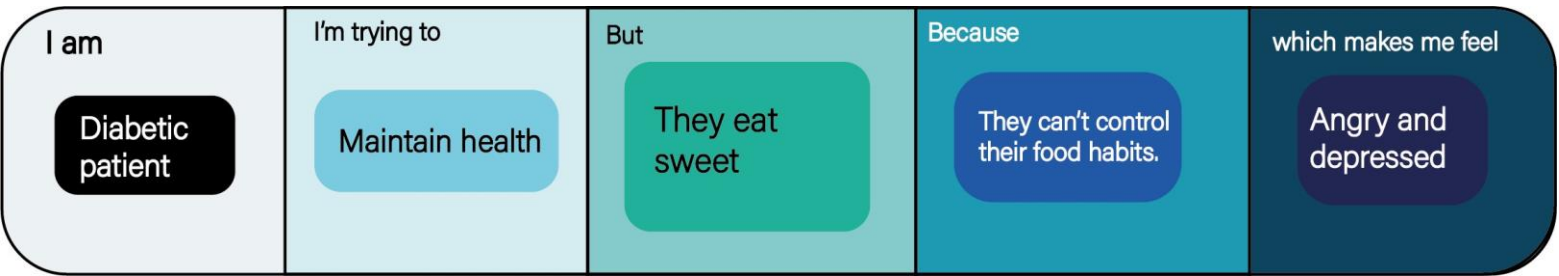 I am
Diabetic
patient
I'm trying to
Maintain health
But
They eat
sweet
Because
They can't control
their food habits.
which makes me feel
Angry and
depressed